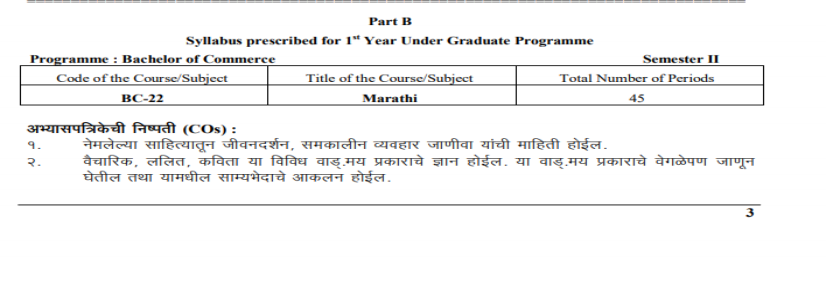 Part B
Syllabus prescribed for 1st Year Under Graduate Programme
Programme : Bachelor of Commerce Semester II
Code of the Course/Subject Title of the Course/Subject Total Number of Periods
BC-22 Marathi 45
अभ्यासपत्रिकेची निष्पती (COs) :
१. नेमलेल्या साहित्यातून जीवनदर्शन, समकालीन व्यवहार जाणीवा यांची माहिती होईल.
२. वैचारिक, ललित, कविता या विविध वाड्.मय प्रकाराचे ज्ञान होईल. या वाड्.मय प्रकाराचे वेगळेपण जाणून
घेतील तथा यामधील साम्यभेदाचे आकलन होईल.
3